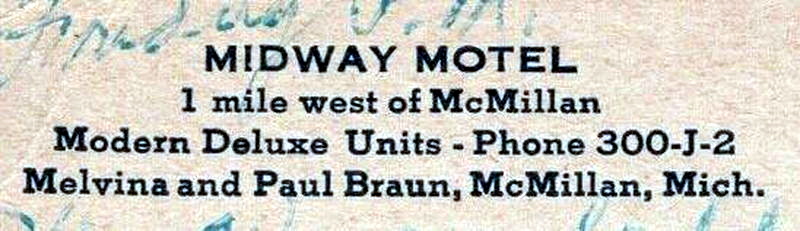 Sunday P.M.
MIDWAY MOTEL
1 mile west of McMillan
Modern Deluxe Units - Phone 300-J-2
Melvina and Paul Braun, McMillan, Mich.